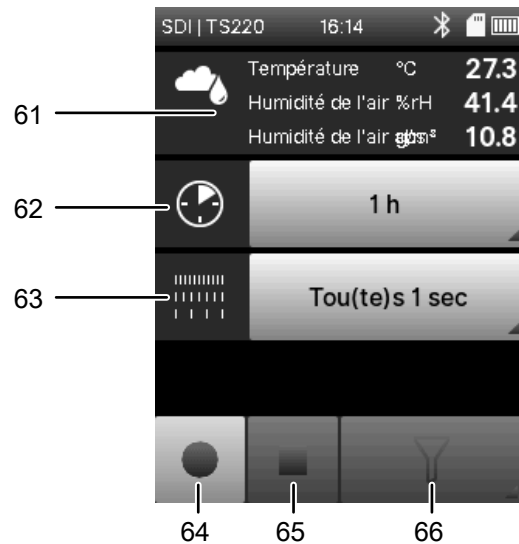 SDI | TS220 16:14
Température °C 27.3
61 Humidité de l'air %rH 41.4
Humidité de l'air 10.8
62 1 h
63 Tou(te)s 1 sec
64 65 66